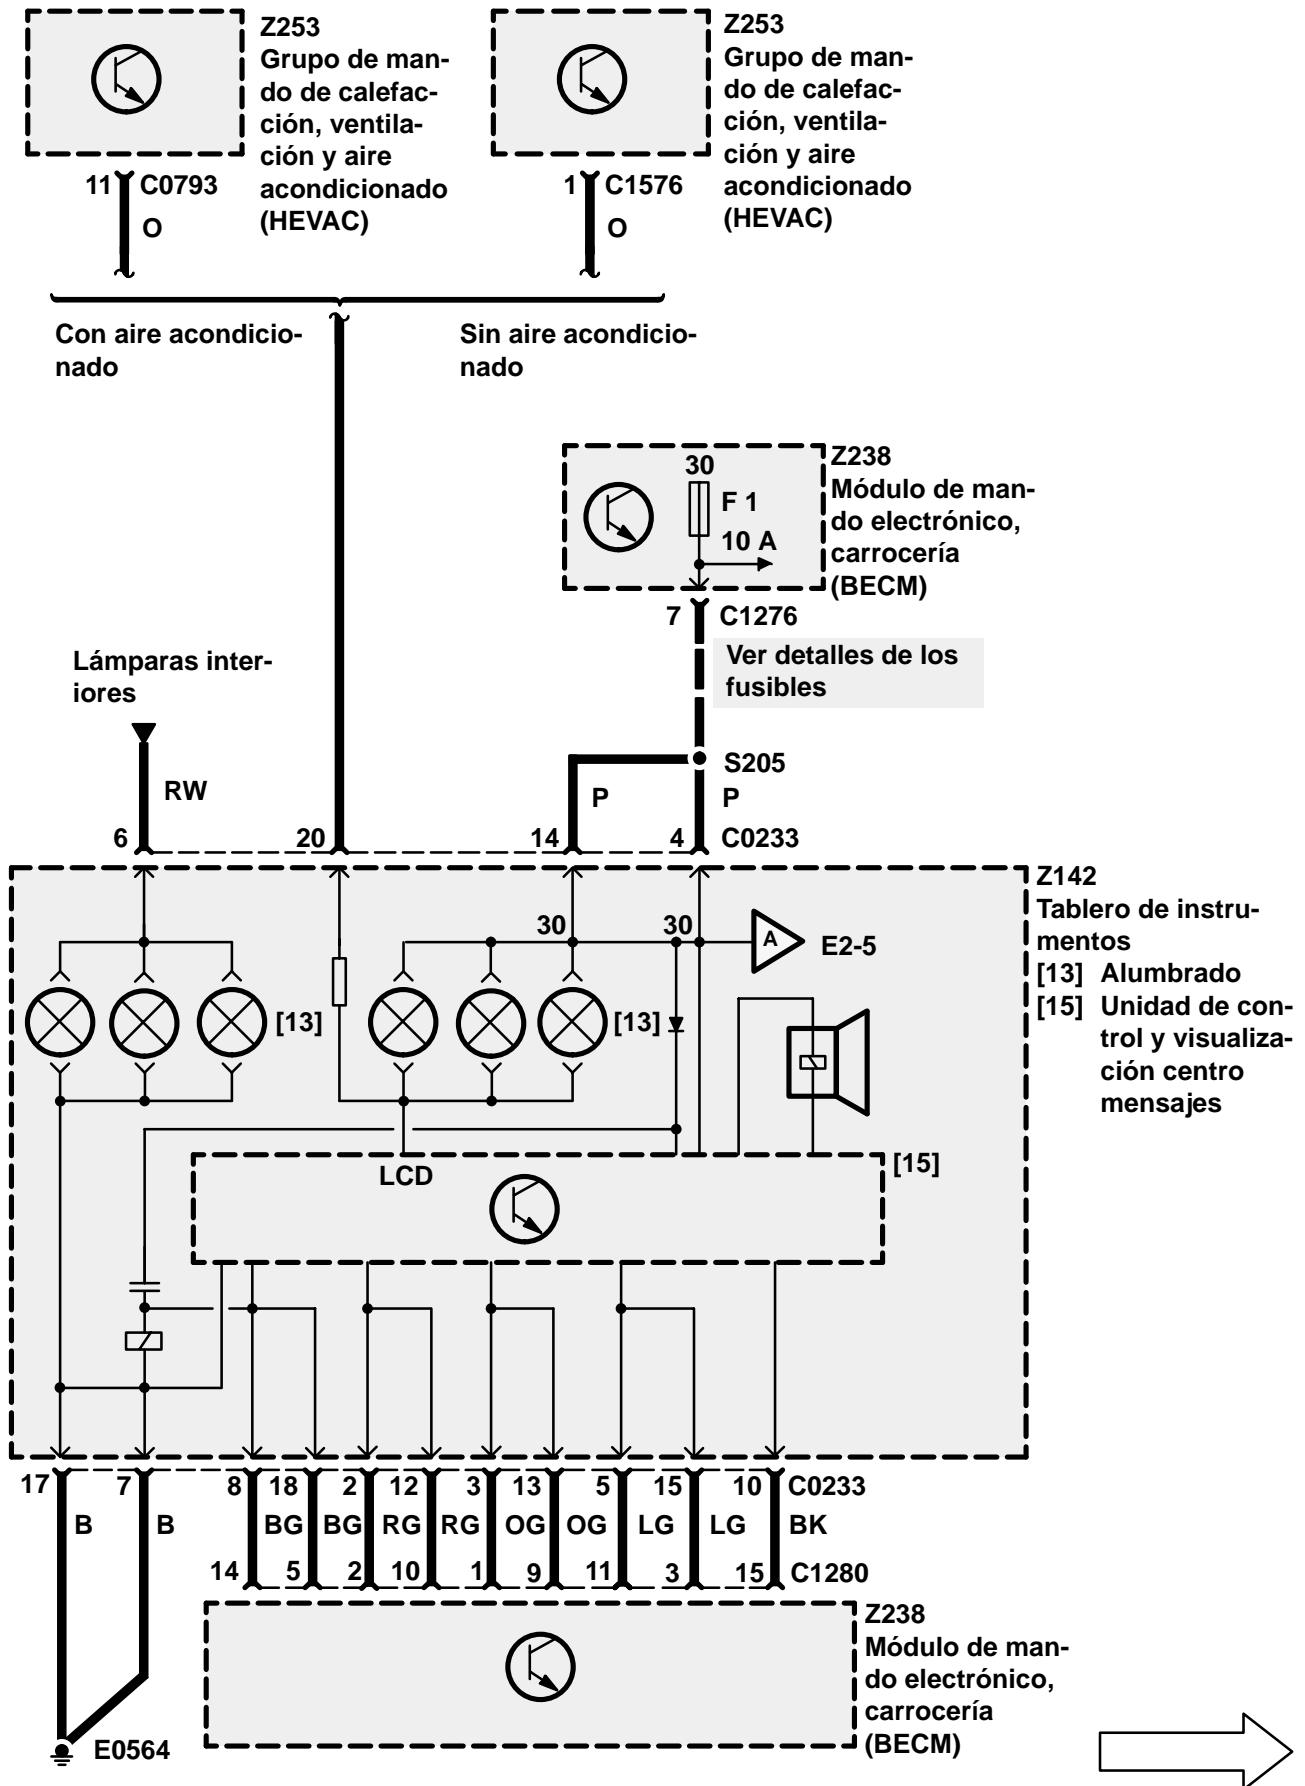 Z253
Grupo de man-
do de calefac-
ción, ventila-
ción y aire
acondicionado
(HEVAC)
11 C0793
O
Z253
Grupo de man-
do de calefac-
ción, ventila-
ción y aire
acondicionado
(HEVAC)
1 C1576
O
Con aire acondicio-
nado
Sin aire acondicio-
nado
30
F 1
10 A
Z238
Módulo de man-
do electrónico,
carrocería
(BECM)
7 C1276
Ver detalles de los
fusibles
Lámparas inter-
iores
S205
RW
P
P
6 20 14 4 C0233
Z142
Tablero de instru-
mentos
[13] Alumbrado
[15] Unidad de con-
trol y visualiza-
ción centro
mensajes
30 30
A
E2-5
[13] [13]
LCD
[15]
17 7 8 18 2 12 3 13 5 15 10 C0233
B B BG BG RG RG OG OG LG LG BK
14 5 2 10 1 9 11 3 15 C1280
Z238
Módulo de man-
do electrónico,
carrocería
(BECM)
E0564